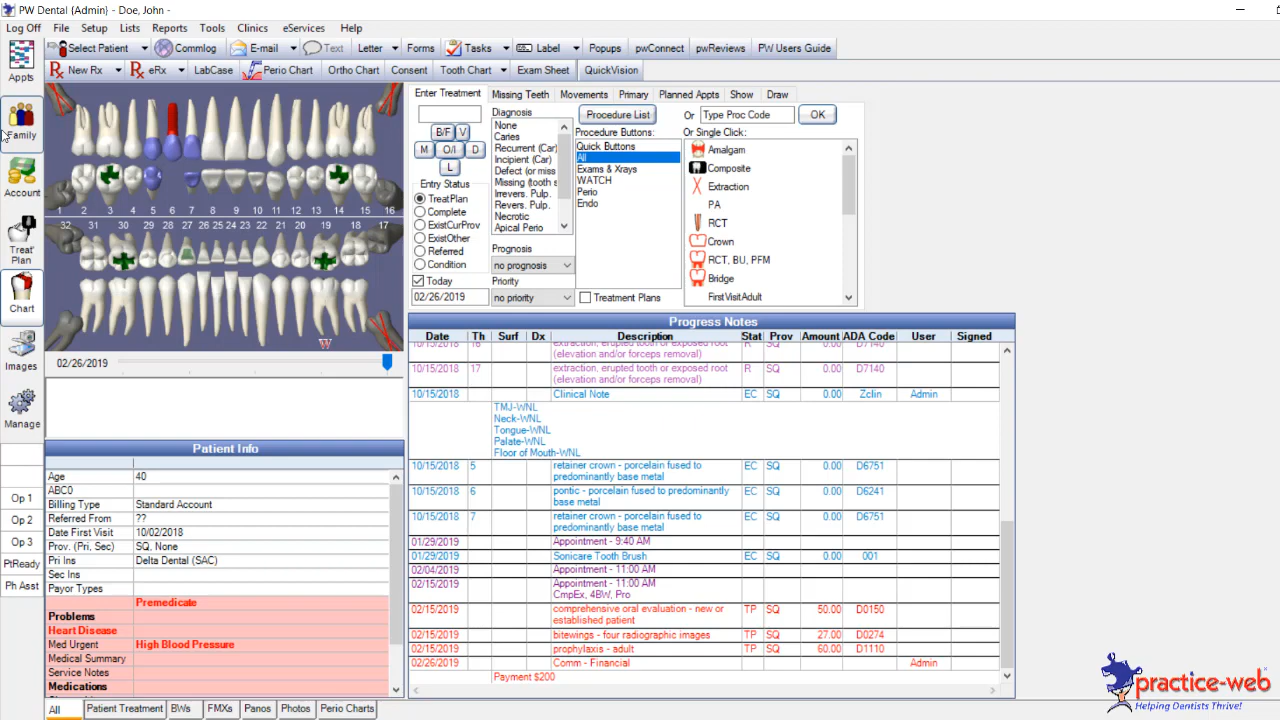 PW Dental {Admin} - Doe, John -
Log Off File Setup Lists Reports Tools Clinics eServices Help
Select Patient Commlog E-mail Text Letter Forms Tasks Label Popups pwConnect pwReviews PW Users Guide
New Rx eRx LabCase Perio Chart Ortho Chart Consent Tooth Chart Exam Sheet QuickVision
Appts
Family
Account
Treat' Plan
Chart
Images
Manage
Op 1
Op 2
Op 3
PtReady
Ph Asst
1 2 3 4 5 6 7 8 9 10 11 12 13 14 15 16
32 31 30 29 28 27 26 25 24 23 22 21 20 19 18 17
W
02/26/2019
Enter Treatment Missing Teeth Movements Primary Planned Appts Show Draw
B/F V
M O/I D
L
Entry Status
TreatPlan
Complete
ExistCurProv
ExistOther
Referred
Condition
Today
02/26/2019
Diagnosis
None
Caries
Recurrent (Car)
Incipient (Car)
Defect (or miss
Missing (tooth s
Irrevers. Pulp.
Revers. Pulp.
Necrotic
Apical Perio
Prognosis
no prognosis
Priority
no priority
Procedure List
Procedure Buttons:
Quick Buttons
All
Exams & Xrays
WATCH
Perio
Endo
Treatment Plans
Or Type Proc Code OK
Or Single Click:
Amalgam
Composite
Extraction
PA
RCT
Crown
RCT, BU, PFM
Bridge
FirstVisitAdult
Progress Notes
Date Th Surf Dx Description Stat Prov Amount ADA Code User Signed
10/15/2018 16 extraction, erupted tooth or exposed root R SQ 0.00 D7140
(elevation and/or forceps removal)
10/15/2018 17 extraction, erupted tooth or exposed root R SQ 0.00 D7140
(elevation and/or forceps removal)
10/15/2018 Clinical Note EC SQ 0.00 Zclin Admin
TMJ-WNL
Neck-WNL
Tongue-WNL
Palate-WNL
Floor of Mouth-WNL
10/15/2018 5 retainer crown - porcelain fused to EC SQ 0.00 D6751
predominantly base metal
10/15/2018 6 pontic - porcelain fused to predominantly EC SQ 0.00 D6241
base metal
10/15/2018 7 retainer crown - porcelain fused to EC SQ 0.00 D6751
predominantly base metal
01/29/2019 Appointment - 9:40 AM
01/29/2019 Sonicare Tooth Brush EC SQ 0.00 001
02/04/2019 Appointment - 11:00 AM
02/15/2019 Appointment - 11:00 AM
CmpEx, 4BW, Pro
02/15/2019 comprehensive oral evaluation - new or TP SQ 50.00 D0150
established patient
02/15/2019 bitewings - four radiographic images TP SQ 27.00 D0274
02/15/2019 prophylaxis - adult TP SQ 60.00 D1110
02/26/2019 Comm - Financial Admin
Payment $200
Patient Info
Age 40
ABC0
Billing Type Standard Account
Referred From ??
Date First Visit 10/02/2018
Prov. (Pri, Sec) SQ, None
Pri Ins Delta Dental (SAC)
Sec Ins
Payor Types
Premedicate
Problems
Heart Disease
Med Urgent High Blood Pressure
Medical Summary
Service Notes
Medications
All Patient Treatment BWs FMXs Panos Photos Perio Charts
practice-web
Helping Dentists Thrive!